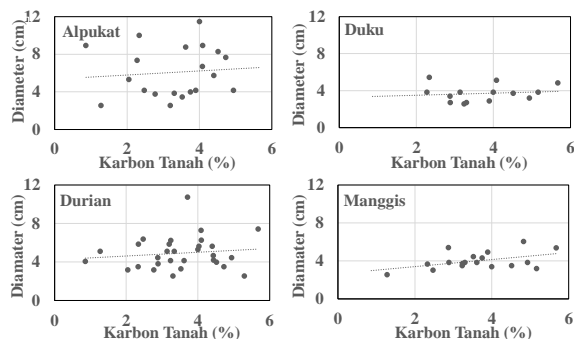 Alpukat
Diameter (cm)
12
8
4
0
0 2 4 6
Karbon Tanah (%)
Duku
Diameter (cm)
12
8
4
0
0 2 4 6
Karbon Tanah (%)
Durian
Diamater (cm)
12
8
4
0
0 2 4 6
Karbon Tanah (%)
Manggis
Diameter (cm)
12
8
4
0
0 2 4 6
Karbon Tanah (%)